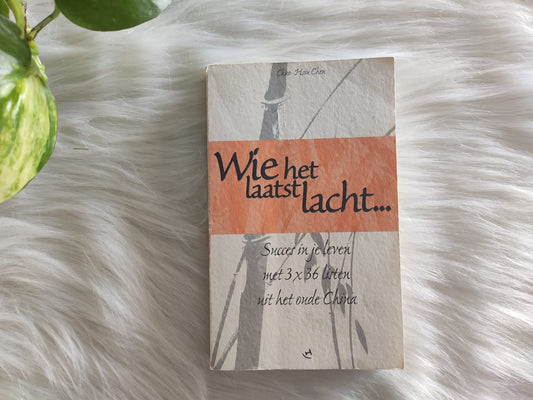 Chao-Hsiu Chen
Wie het
laatst lacht...
Succes in je leven
met 3 x 36 listen
uit het oude China